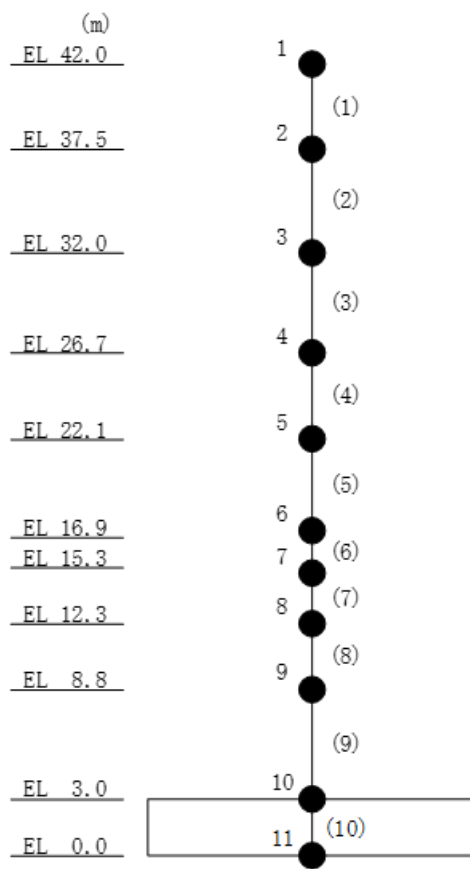 (m)
EL 42.0
1
(1)
EL 37.5
2
(2)
EL 32.0
3
(3)
EL 26.7
4
(4)
EL 22.1
5
(5)
EL 16.9
6
(6)
EL 15.3
7
(7)
EL 12.3
8
(8)
EL 8.8
9
(9)
EL 3.0
10
(10)
EL 0.0
11